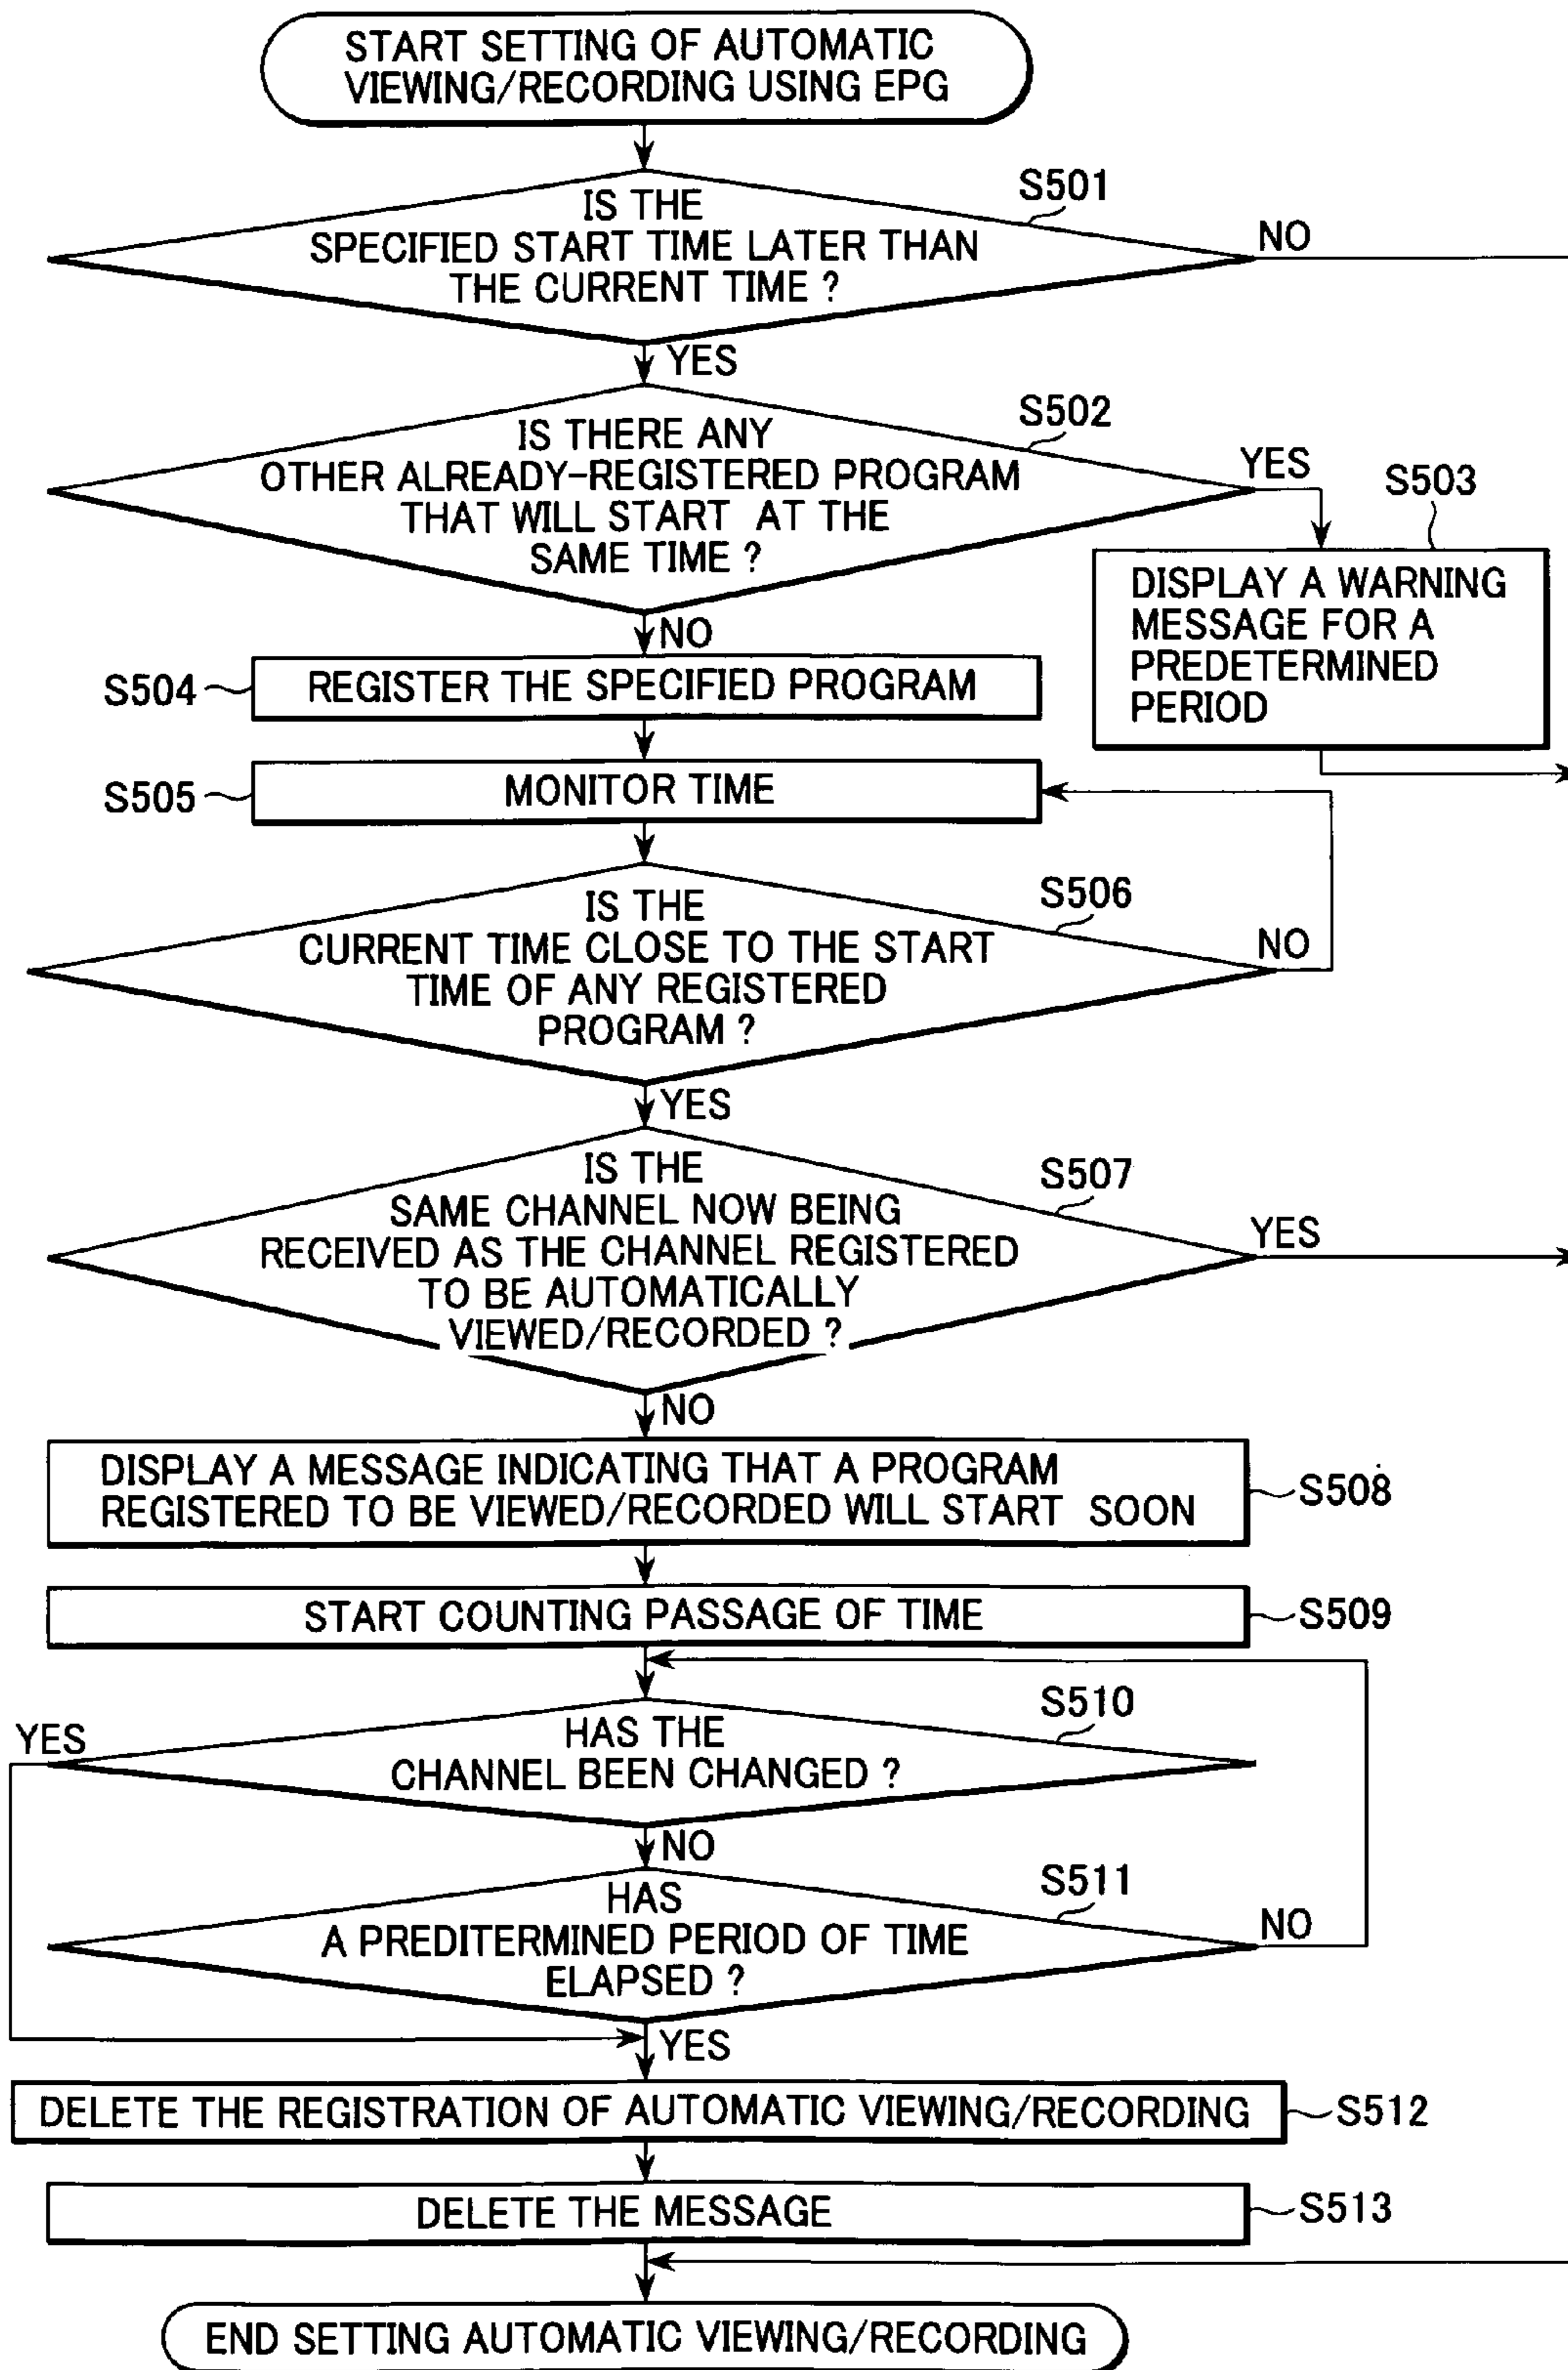 START SETTING OF AUTOMATIC
VIEWING/RECORDING USING EPG
S501
IS THE
SPECIFIED START TIME LATER THAN
THE CURRENT TIME ?
NO
YES
S502
IS THERE ANY
OTHER ALREADY-REGISTERED PROGRAM
THAT WILL START AT THE
SAME TIME ?
YES
S503
DISPLAY A WARNING
MESSAGE FOR A
PREDETERMINED
PERIOD
NO
S504
REGISTER THE SPECIFIED PROGRAM
S505
MONITOR TIME
S506
IS THE
CURRENT TIME CLOSE TO THE START
TIME OF ANY REGISTERED
PROGRAM ?
NO
YES
S507
IS THE
SAME CHANNEL NOW BEING
RECEIVED AS THE CHANNEL REGISTERED
TO BE AUTOMATICALLY
VIEWED/RECORDED ?
YES
NO
DISPLAY A MESSAGE INDICATING THAT A PROGRAM
REGISTERED TO BE VIEWED/RECORDED WILL START SOON
S508
START COUNTING PASSAGE OF TIME
S509
S510
YES
HAS THE
CHANNEL BEEN CHANGED ?
NO
S511
HAS
A PREDITERMINED PERIOD OF TIME
ELAPSED ?
NO
YES
DELETE THE REGISTRATION OF AUTOMATIC VIEWING/RECORDING
S512
DELETE THE MESSAGE
S513
END SETTING AUTOMATIC VIEWING/RECORDING